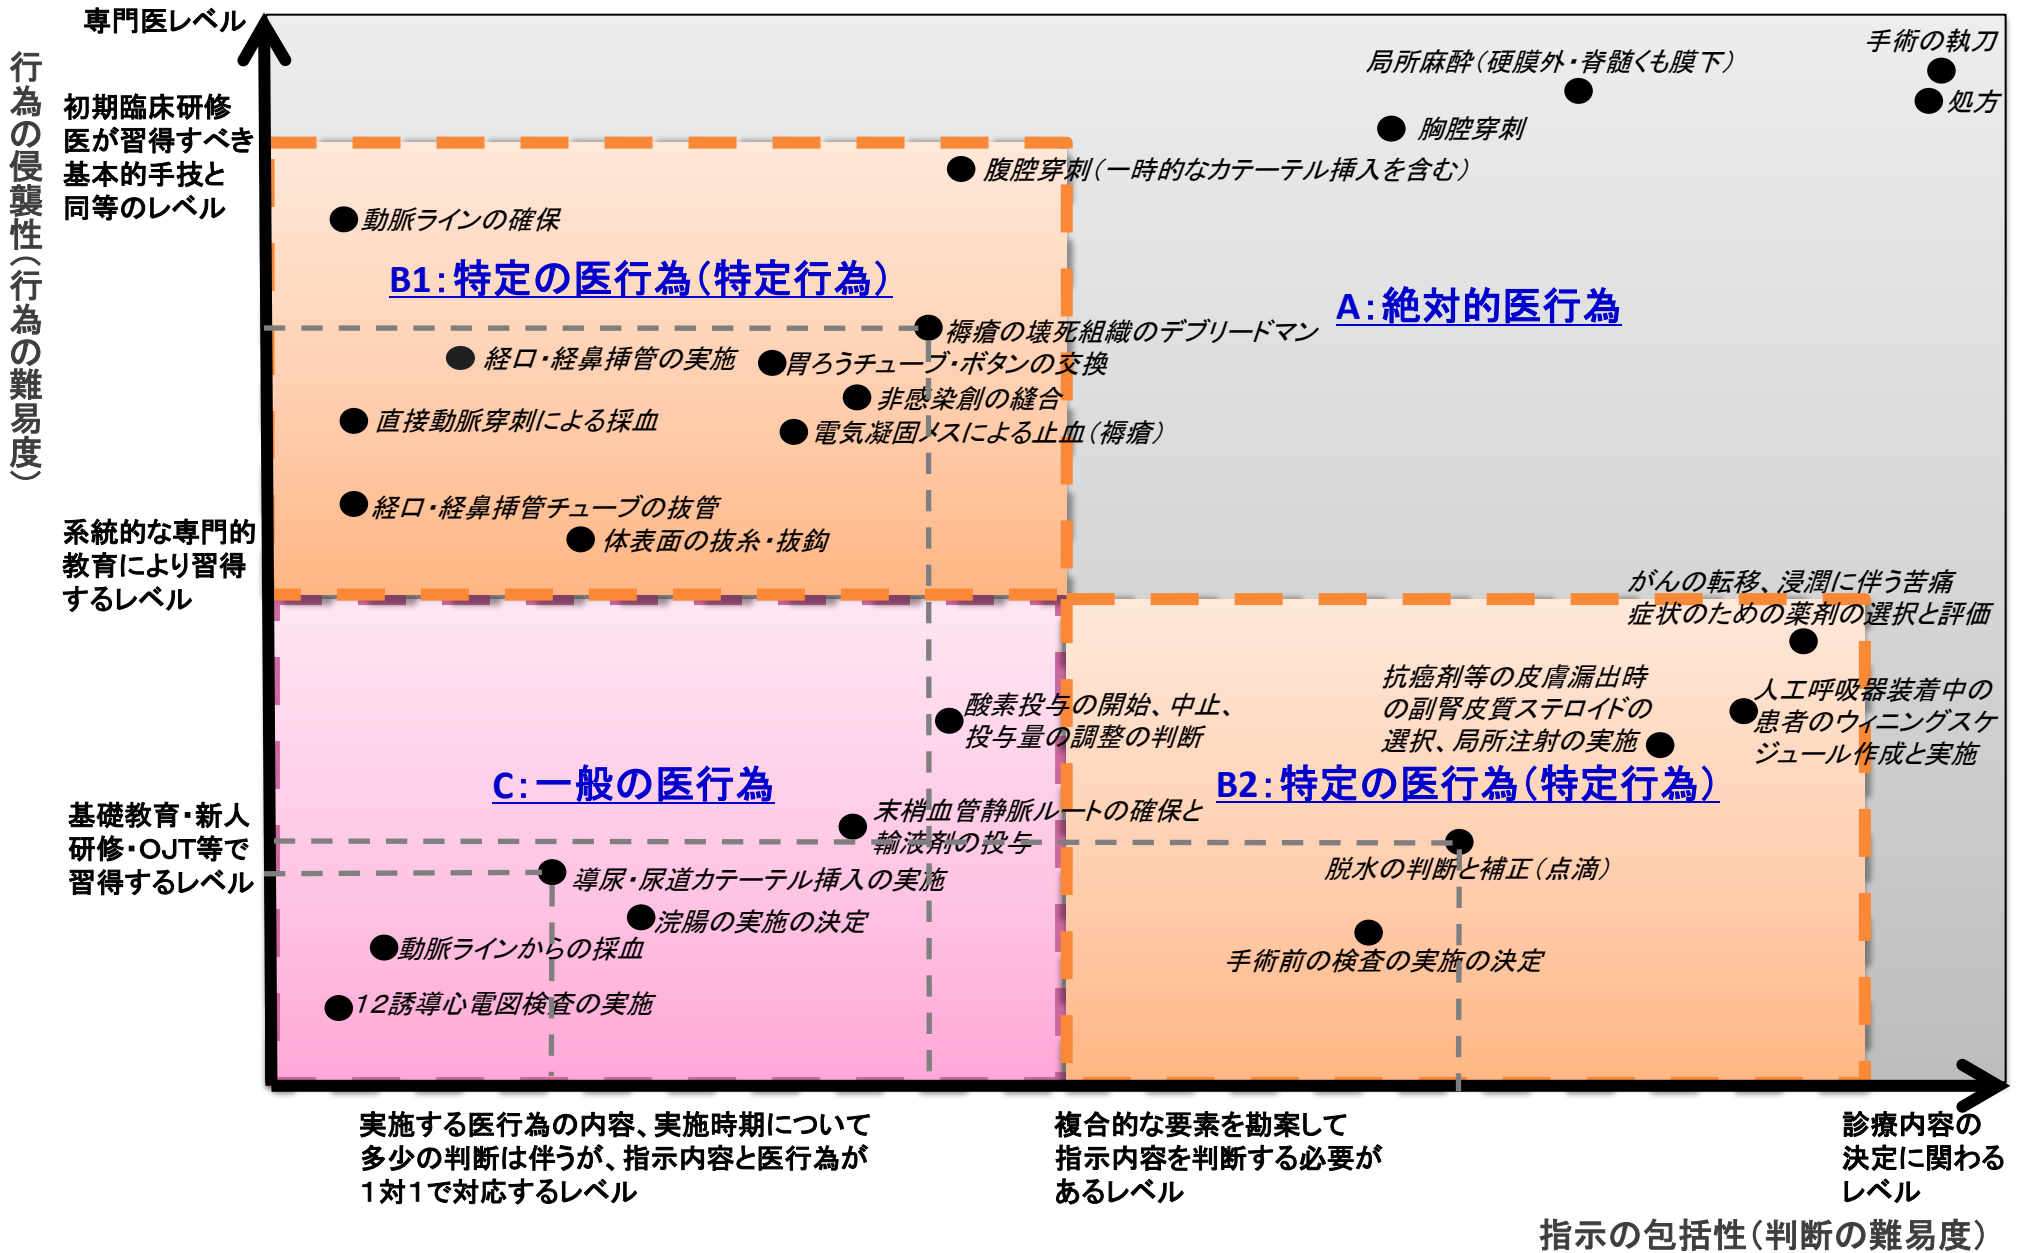 専門医レベル
行為の侵襲性（行為の難易度）
初期臨床研修
医が習得すべき
基本的手技と
同等のレベル
系統的な専門的
教育により習得
するレベル
基礎教育・新人
研修・OJT等で
習得するレベル
手術の執刀
処方
局所麻酔（硬膜外・脊髄くも膜下）
胸腔穿刺
腹腔穿刺（一時的なカテーテル挿入を含む）
動脈ラインの確保
B1：特定の医行為（特定行為）
A：絶対的医行為
褥瘡の壊死組織のデブリードマン
経口・経鼻挿管の実施
胃ろうチューブ・ボタンの交換
非感染創の縫合
直接動脈穿刺による採血
電気凝固メスによる止血（褥瘡）
経口・経鼻挿管チューブの抜管
体表面の抜糸・抜鈎
がんの転移、浸潤に伴う苦痛
症状のための薬剤の選択と評価
抗癌剤等の皮膚漏出時
の副腎皮質ステロイドの
選択、局所注射の実施
人工呼吸器装着中の
患者のウィニングスケ
ジュール作成と実施
酸素投与の開始、中止、
投与量の調整の判断
C：一般の医行為
B2：特定の医行為（特定行為）
末梢血管静脈ルートの確保と
輸液剤の投与
脱水の判断と補正（点滴）
導尿・尿道カテーテル挿入の実施
浣腸の実施の決定
動脈ラインからの採血
手術前の検査の実施の決定
１２誘導心電図検査の実施
実施する医行為の内容、実施時期について
多少の判断は伴うが、指示内容と医行為が
１対１で対応するレベル
複合的な要素を勘案して
指示内容を判断する必要が
あるレベル
診療内容の
決定に関わる
レベル
指示の包括性（判断の難易度）